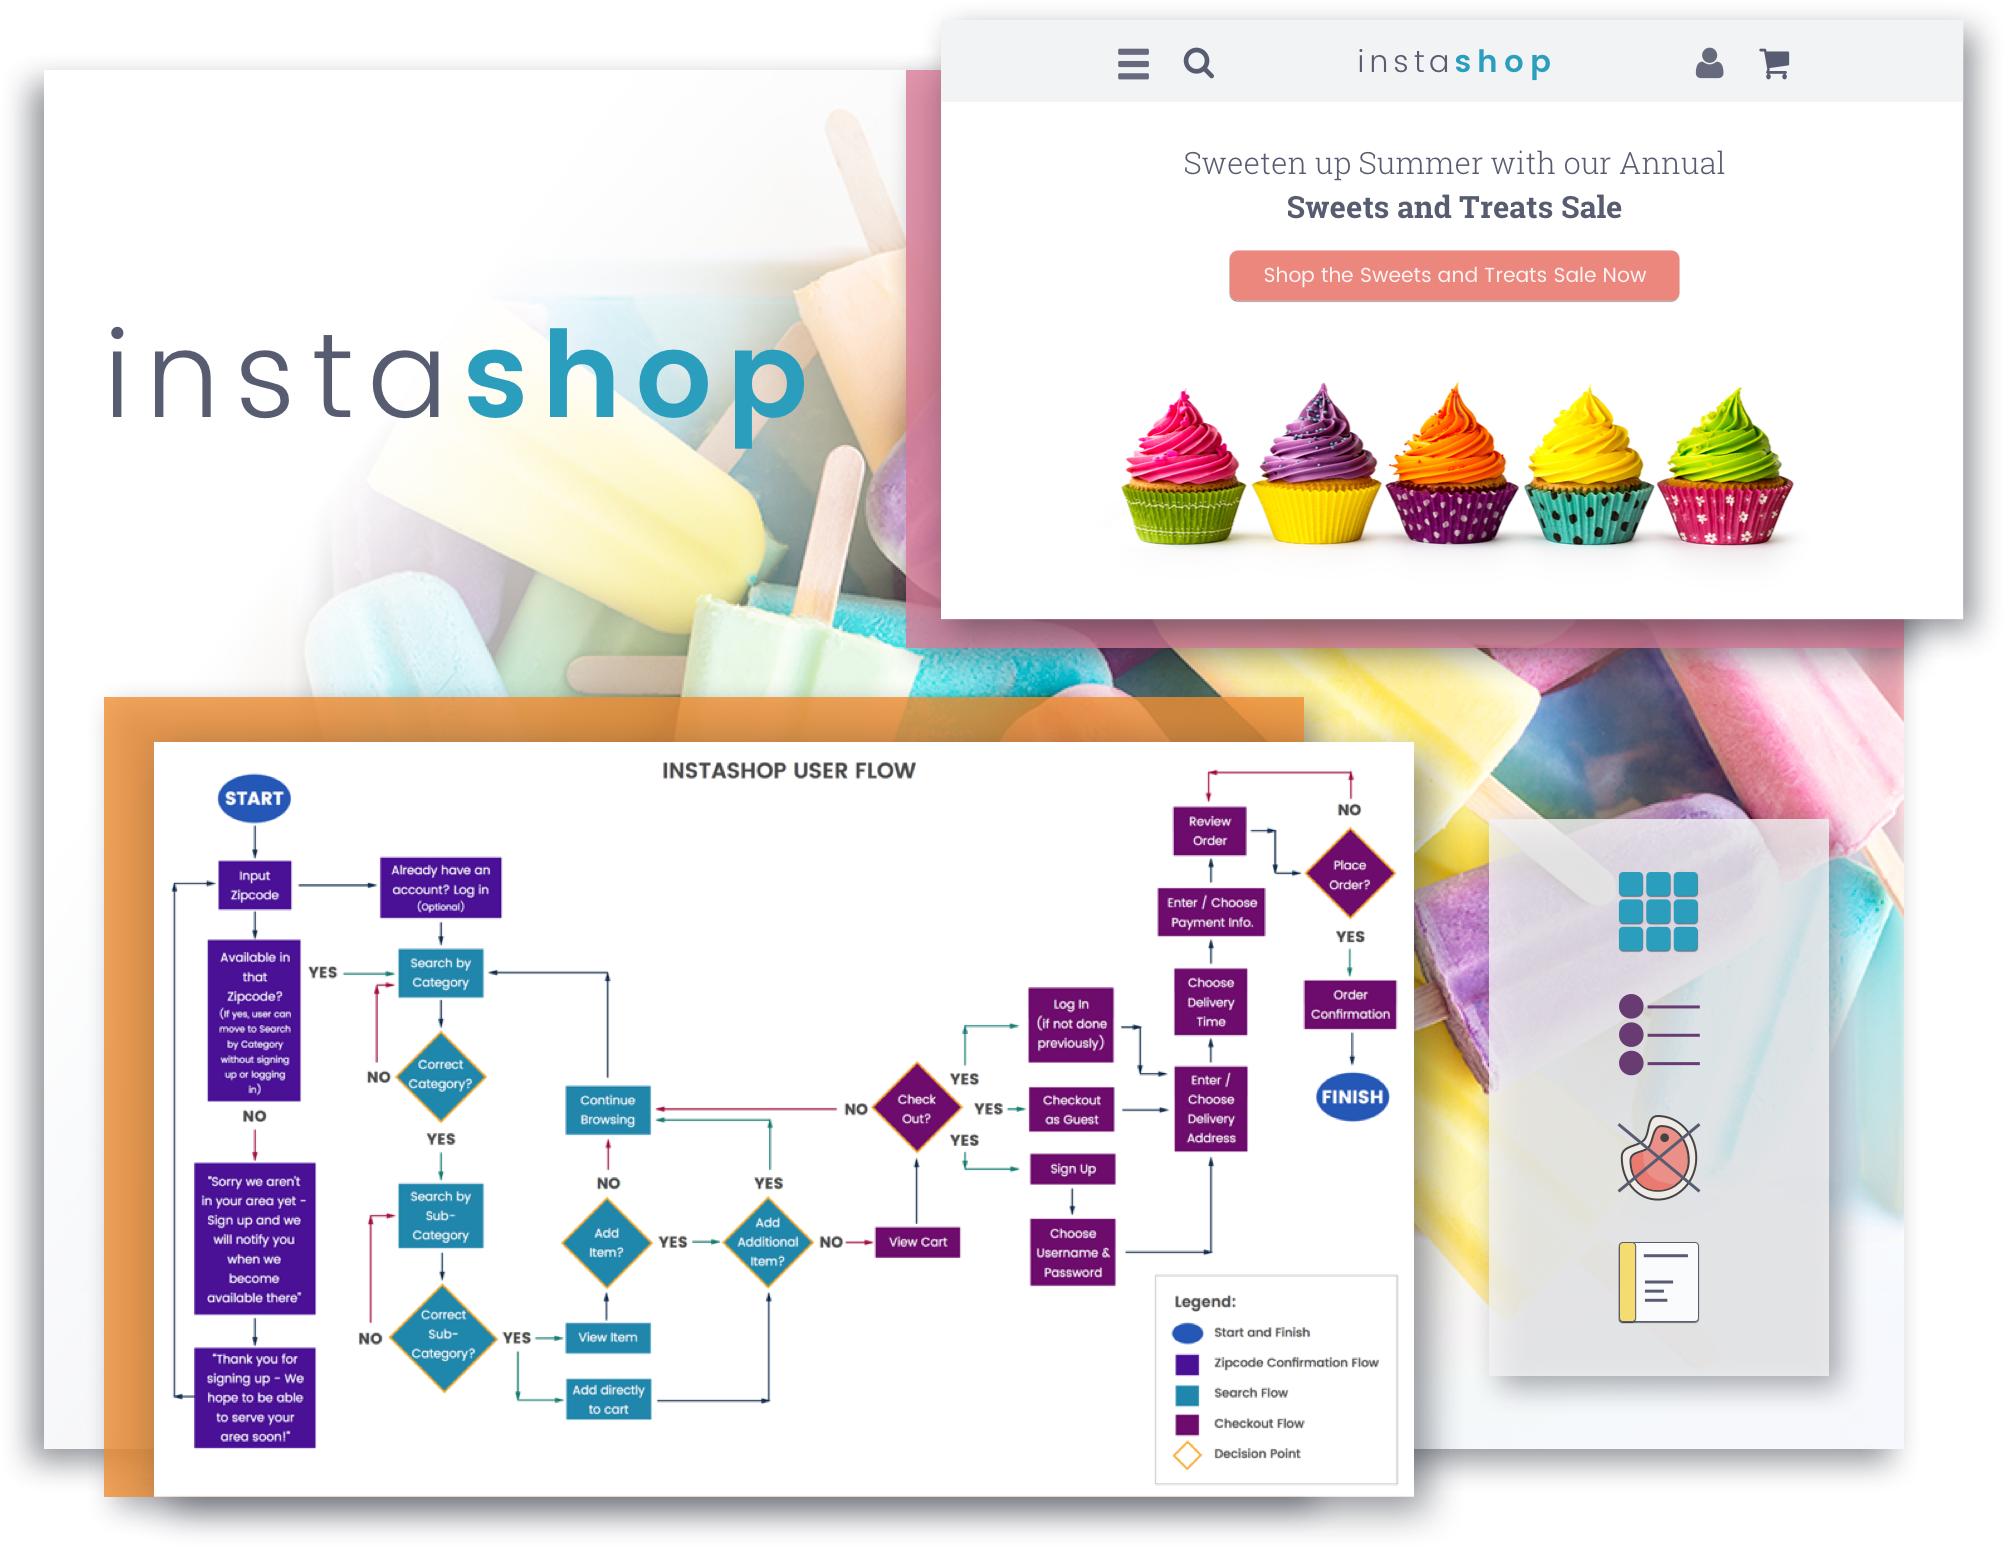 instashop
Sweeten up Summer with our Annual
Sweets and Treats Sale
Shop the Sweets and Treats Sale Now
instashop
INSTASHOP USER FLOW
START
Input
Zipcode
Already have an
account? Log in
(Optional)
Available in
that
Zipcode?
(If yes, user can
move to Search
by Category
without signing
up or logging
in)
YES
NO
"Sorry we aren't
in your area yet -
Sign up and we
will notify you
when we
become
available there"
"Thank you for
signing up - We
hope to be able
to serve your
area soon!"
Search by
Category
NO
Correct
Category?
YES
Search by
Sub-
Category
NO
Correct
Sub-
Category?
YES
View Item
Add directly
to cart
Continue
Browsing
NO
Add
Item?
YES
YES
Add
Additional
Item?
NO
View Cart
NO
Check
Out?
YES
YES
YES
Log In
(if not done
previously)
Checkout
as Guest
Sign Up
Choose
Username &
Password
Enter /
Choose
Delivery
Address
Choose
Delivery
Time
Enter / Choose
Payment Info.
Review
Order
NO
Place
Order?
YES
Order
Confirmation
FINISH
Legend:
Start and Finish
Zipcode Confirmation Flow
Search Flow
Checkout Flow
Decision Point